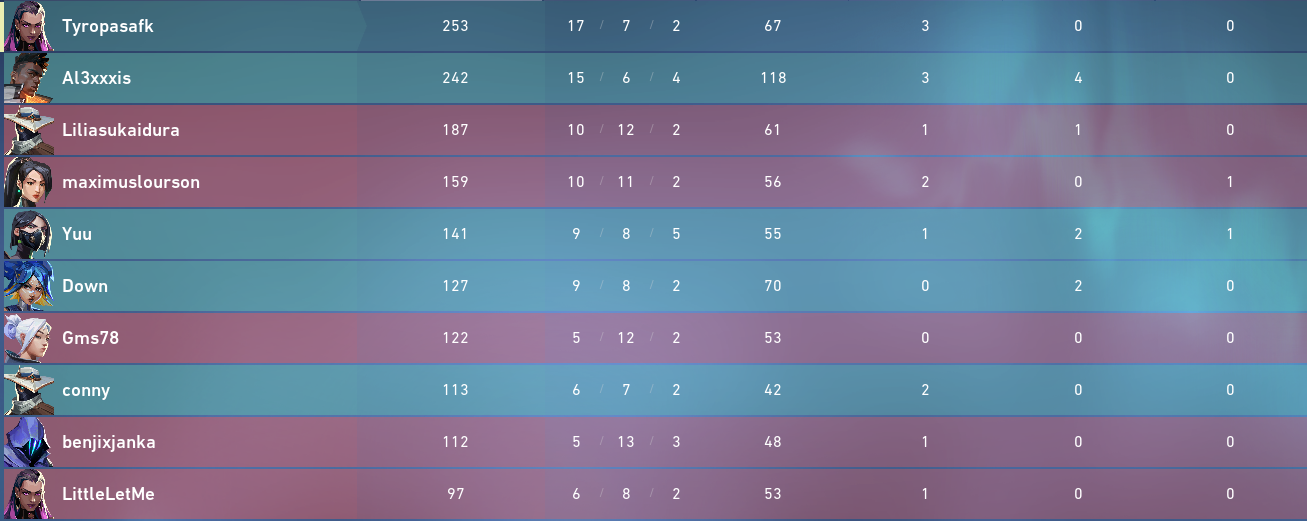 Tyropasafk 253 17 / 7 / 2 67 3 0 0
Al3xxxis 242 15 / 6 / 4 118 3 4 0
Liliasukaidura 187 10 / 12 / 2 61 1 1 0
maximuslourson 159 10 / 11 / 2 56 2 0 1
Yuu 141 9 / 8 / 5 55 1 2 1
Down 127 9 / 8 / 2 70 0 2 0
Gms78 122 5 / 12 / 2 53 0 0 0
conny 113 6 / 7 / 2 42 2 0 0
benjixjanka 112 5 / 13 / 3 48 1 0 0
LittleLetMe 97 6 / 8 / 2 53 1 0 0